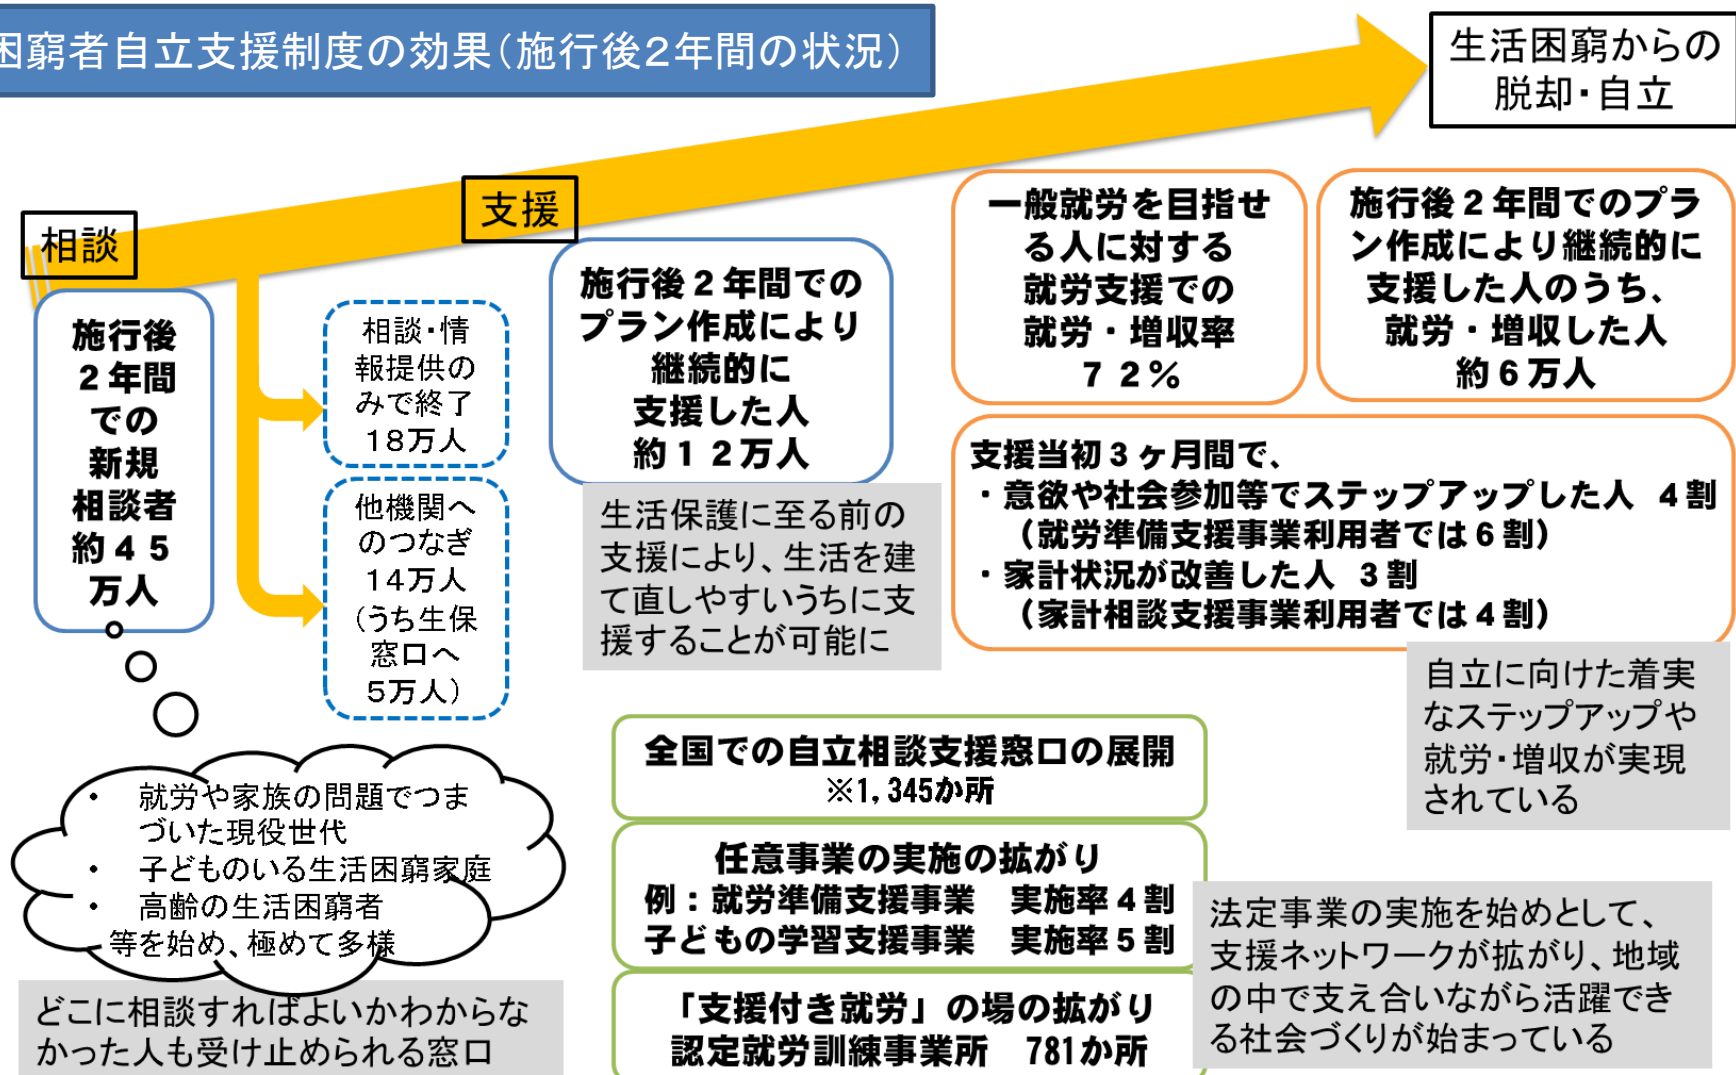 困窮者自立支援制度の効果（施行後２年間の状況）
生活困窮からの
脱却・自立
支援
相談
施行後
２年間
での
新規
相談者
約４５
万人
相談・情
報提供の
みで終了
18万人
他機関へ
のつなぎ
14万人
（うち生保
窓口へ
5万人）
施行後２年間での
プラン作成により
継続的に
支援した人
約１２万人
生活保護に至る前の
支援により、生活を建
て直しやすいうちに支
援することが可能に
一般就労を目指せ
る人に対する
就労支援での
就労・増収率
７２％
施行後２年間でのプラ
ン作成により継続的に
支援した人のうち、
就労・増収した人
約６万人
支援当初３ヶ月間で、
・意欲や社会参加等でステップアップした人 ４割
（就労準備支援事業利用者では６割）
・家計状況が改善した人 ３割
（家計相談支援事業利用者では４割）
自立に向けた着実
なステップアップや
就労・増収が実現
されている
・ 就労や家族の問題でつま
づいた現役世代
・ 子どものいる生活困窮家庭
・ 高齢の生活困窮者
等を始め、極めて多様
どこに相談すればよいかわからな
かった人も受け止められる窓口
全国での自立相談支援窓口の展開
※1,345か所
任意事業の実施の拡がり
例：就労準備支援事業　実施率４割
子どもの学習支援事業　実施率５割
「支援付き就労」の場の拡がり
認定就労訓練事業所　781か所
法定事業の実施を始めとして、
支援ネットワークが拡がり、地域
の中で支え合いながら活躍でき
る社会づくりが始まっている